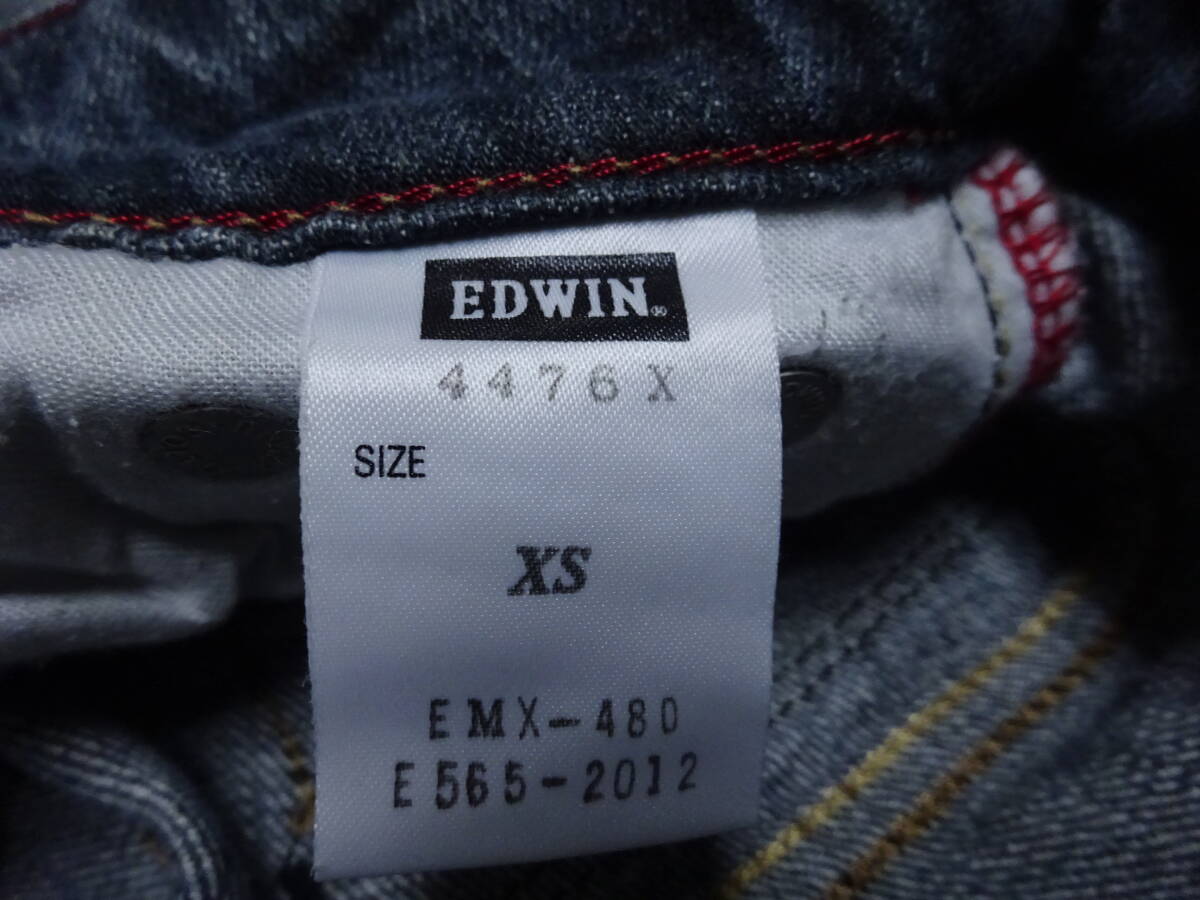 EDWIN®
4476X
SIZE
XS
EMX-480
E565-2012